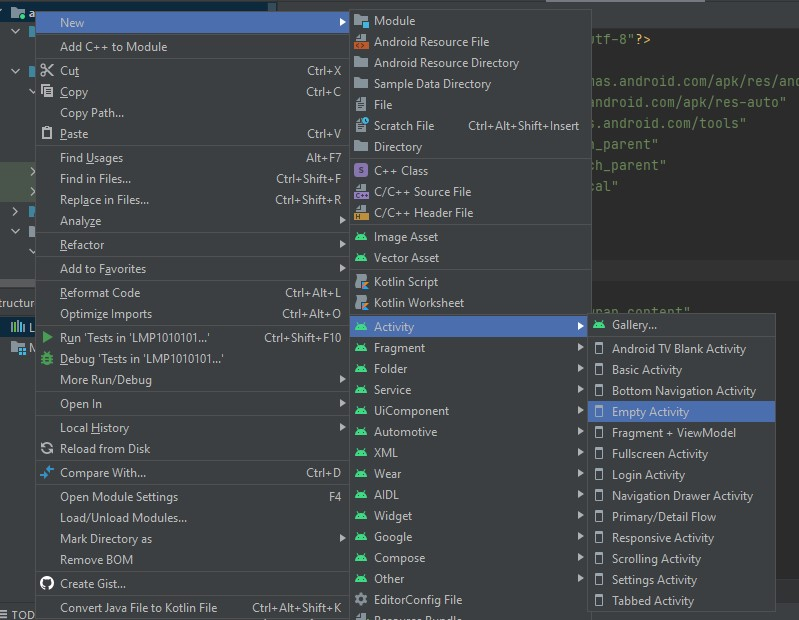 a
New
Add C++ to Module
Cut Ctrl+X
Copy Ctrl+C
Copy Path...
Paste Ctrl+V
Find Usages Alt+F7
Find in Files... Ctrl+Shift+F
Replace in Files... Ctrl+Shift+R
Analyze
Refactor
Add to Favorites
Reformat Code Ctrl+Alt+L
Optimize Imports Ctrl+Alt+O
Run 'Tests in 'LMP1010101...' Ctrl+Shift+F10
Debug 'Tests in 'LMP1010101...'
More Run/Debug
Open In
Local History
Reload from Disk
Compare With... Ctrl+D
Open Module Settings F4
Load/Unload Modules...
Mark Directory as
Remove BOM
Create Gist...
Convert Java File to Kotlin File Ctrl+Alt+Shift+K
Module
Android Resource File
Android Resource Directory
Sample Data Directory
File
Scratch File Ctrl+Alt+Shift+Insert
Directory
C++ Class
C/C++ Source File
C/C++ Header File
Image Asset
Vector Asset
Kotlin Script
Kotlin Worksheet
Activity
Fragment
Folder
Service
UiComponent
Automotive
XML
Wear
AIDL
Widget
Google
Compose
Other
EditorConfig File
Resource Bundle
Gallery...
Android TV Blank Activity
Basic Activity
Bottom Navigation Activity
Empty Activity
Fragment + ViewModel
Fullscreen Activity
Login Activity
Navigation Drawer Activity
Primary/Detail Flow
Responsive Activity
Scrolling Activity
Settings Activity
Tabbed Activity
utf-8"?>
mas.android.com/apk/res/and
android.com/apk/res-auto"
s.android.com/tools"
h_parent"
ch_parent"
cal"
wrap_content"
tructur
L
TOD